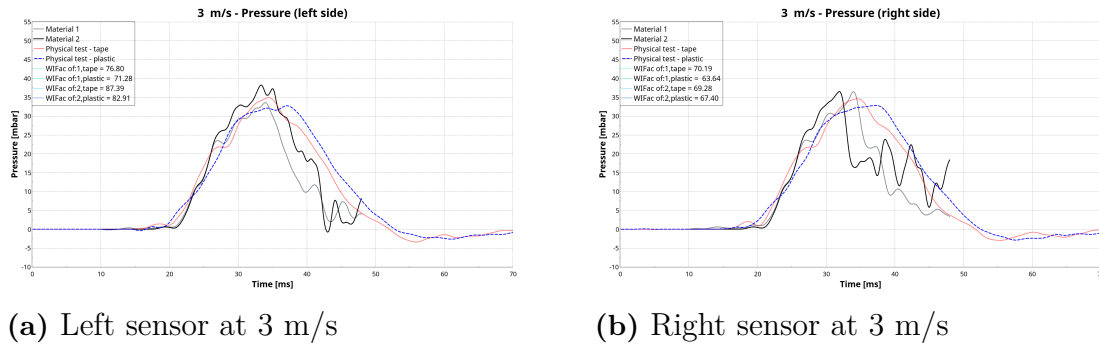 3 m/s - Pressure (left side)
55
50
45
40
35
30
25
20
15
10
5
0
-5
-10
Pressure [mbar]
Material 1
Material 2
Physical test - tape
Physical test - plastic
WIFac of:1,tape = 76.80
WIFac of:1,plastic = 71.28
WIFac of:2,tape = 87.39
WIFac of:2,plastic = 82.91
0 10 20 30 40 50 60 70
Time [ms]
(a) Left sensor at 3 m/s
3 m/s - Pressure (right side)
55
50
45
40
35
30
25
20
15
10
5
0
-5
-10
Pressure [mbar]
Material 1
Material 2
Physical test - tape
Physical test - plastic
WIFac of:1,tape = 70.19
WIFac of:1,plastic = 63.64
WIFac of:2,tape = 69.28
WIFac of:2,plastic = 67.40
0 10 20 30 40 50 60 70
Time [ms]
(b) Right sensor at 3 m/s